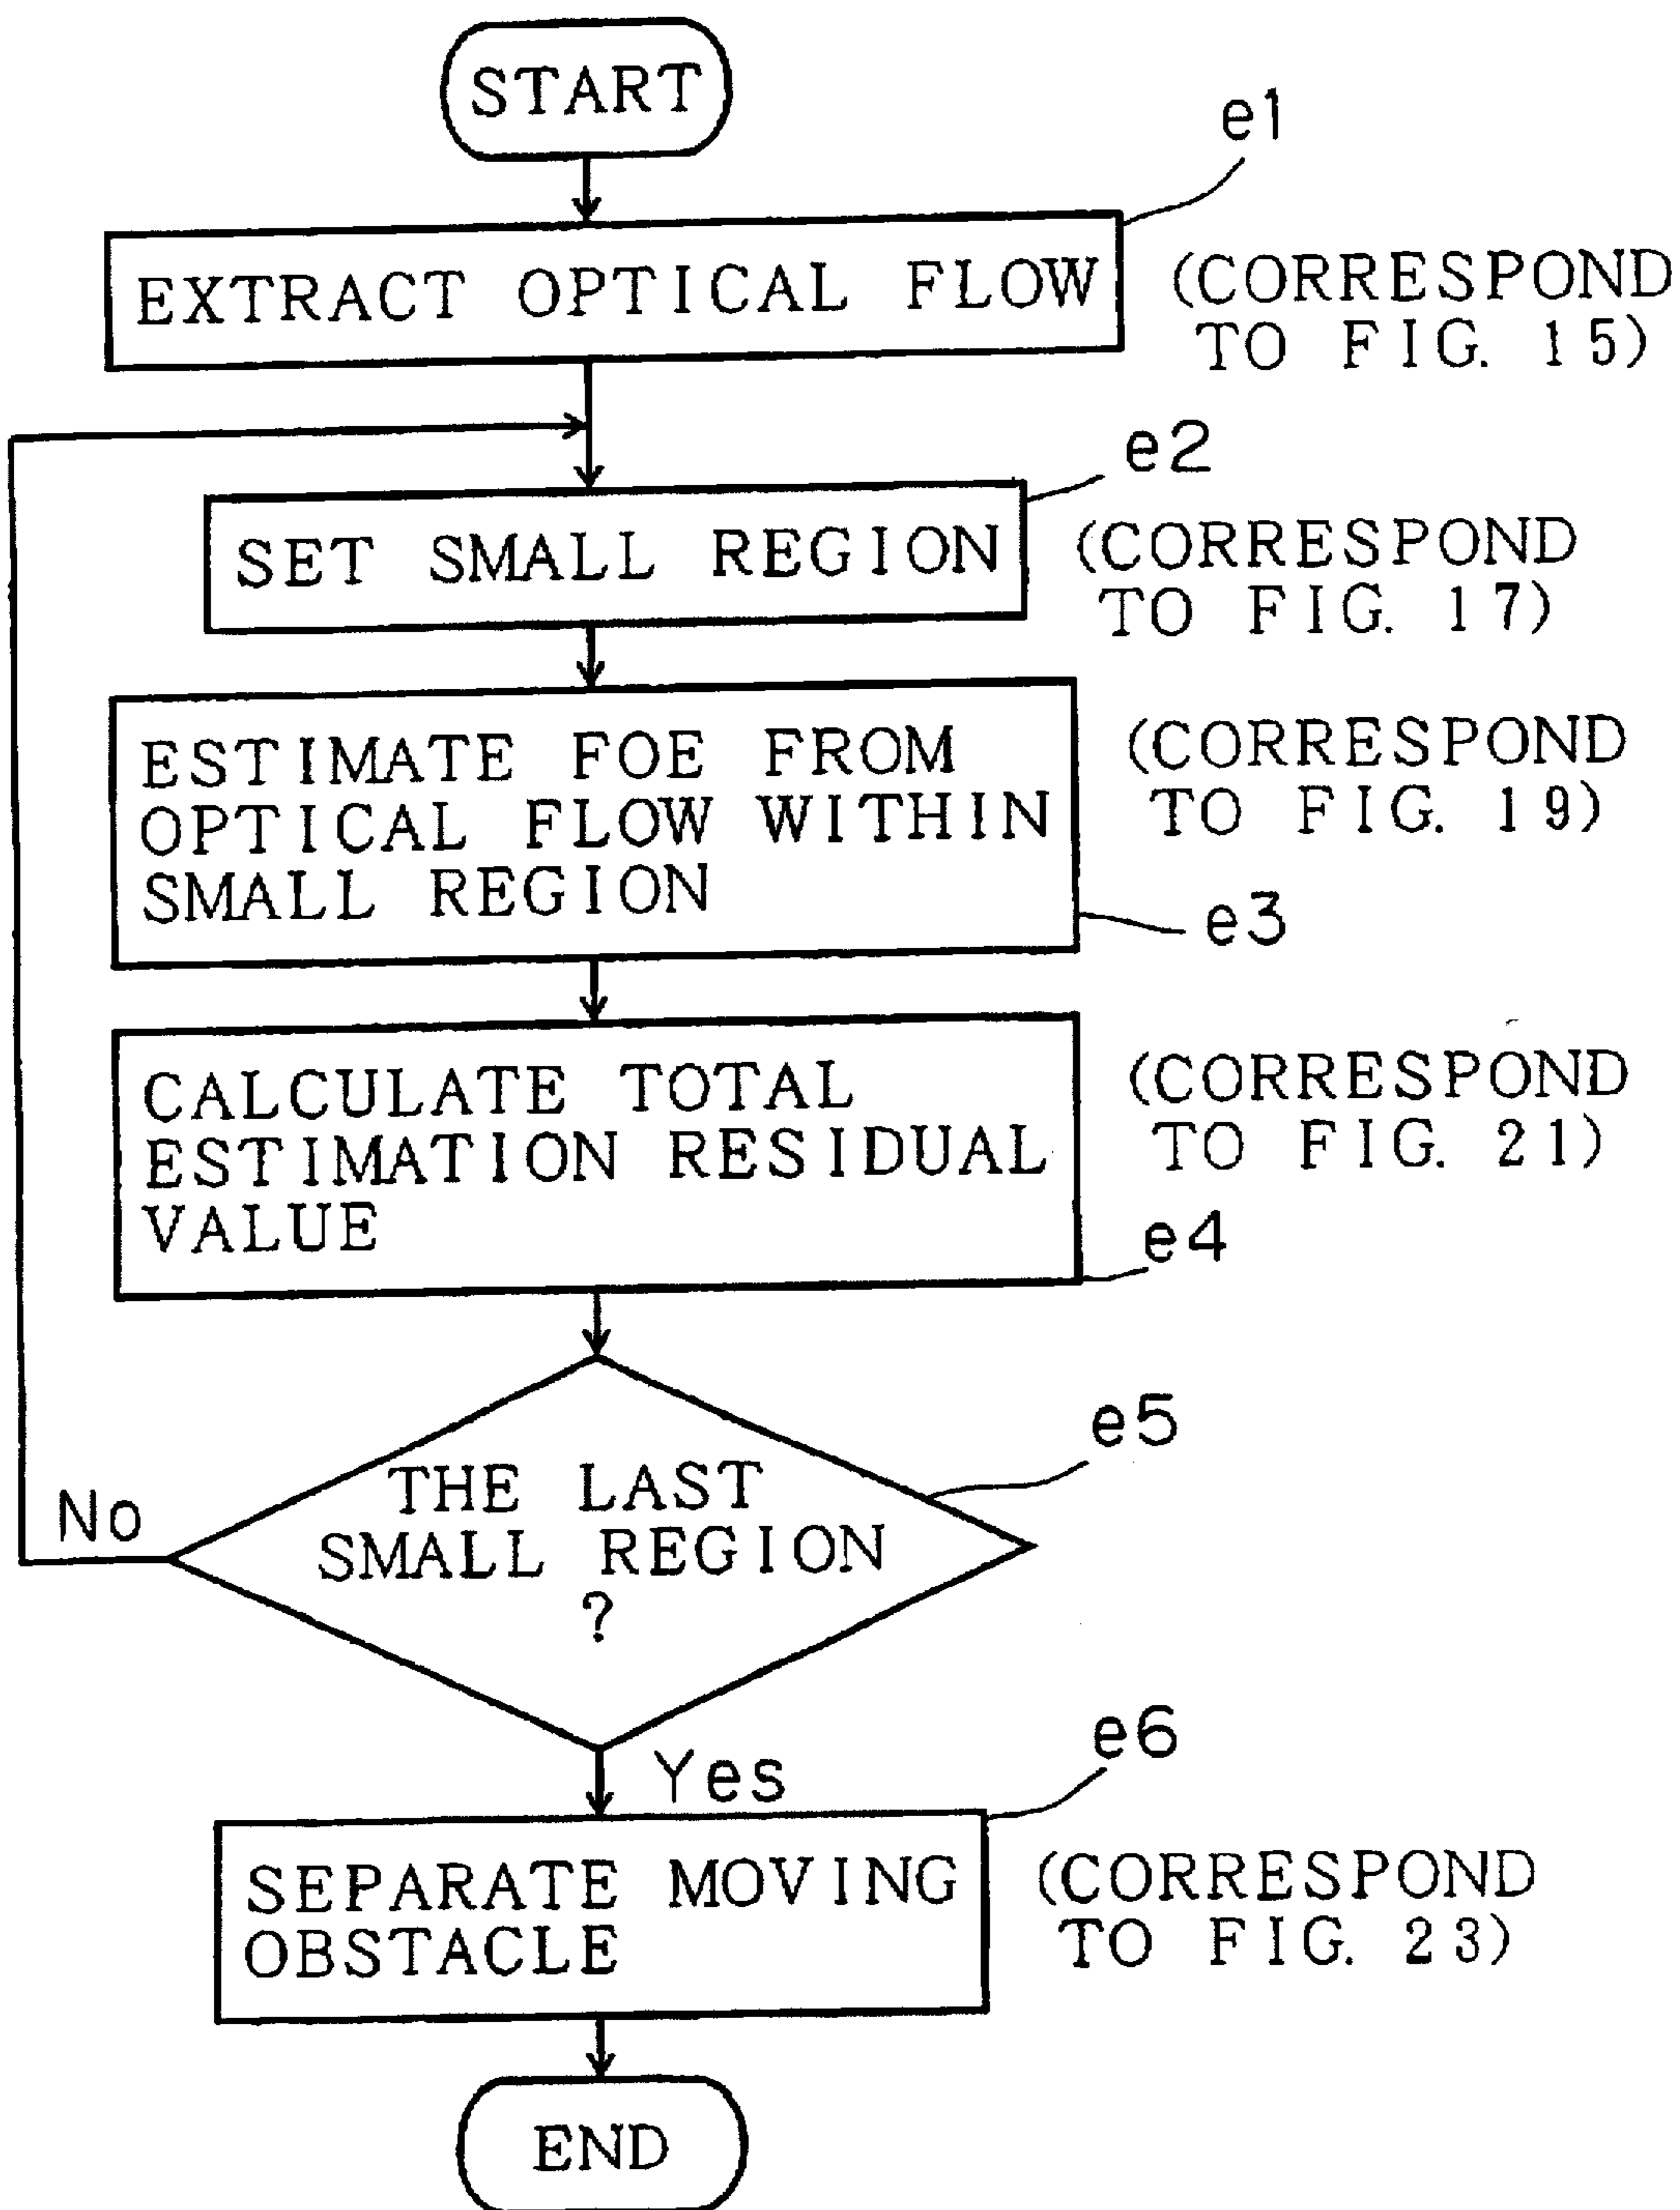 START
e1
EXTRACT OPTICAL FLOW
(CORRESPOND
TO FIG. 15)
e2
SET SMALL REGION
(CORRESPOND
TO FIG. 17)
ESTIMATE FOE FROM
OPTICAL FLOW WITHIN
SMALL REGION
(CORRESPOND
TO FIG. 19)
e3
CALCULATE TOTAL
ESTIMATION RESIDUAL
VALUE
(CORRESPOND
TO FIG. 21)
e4
e5
THE LAST
SMALL REGION
?
No
Yes
e6
SEPARATE MOVING
OBSTACLE
(CORRESPOND
TO FIG. 23)
END